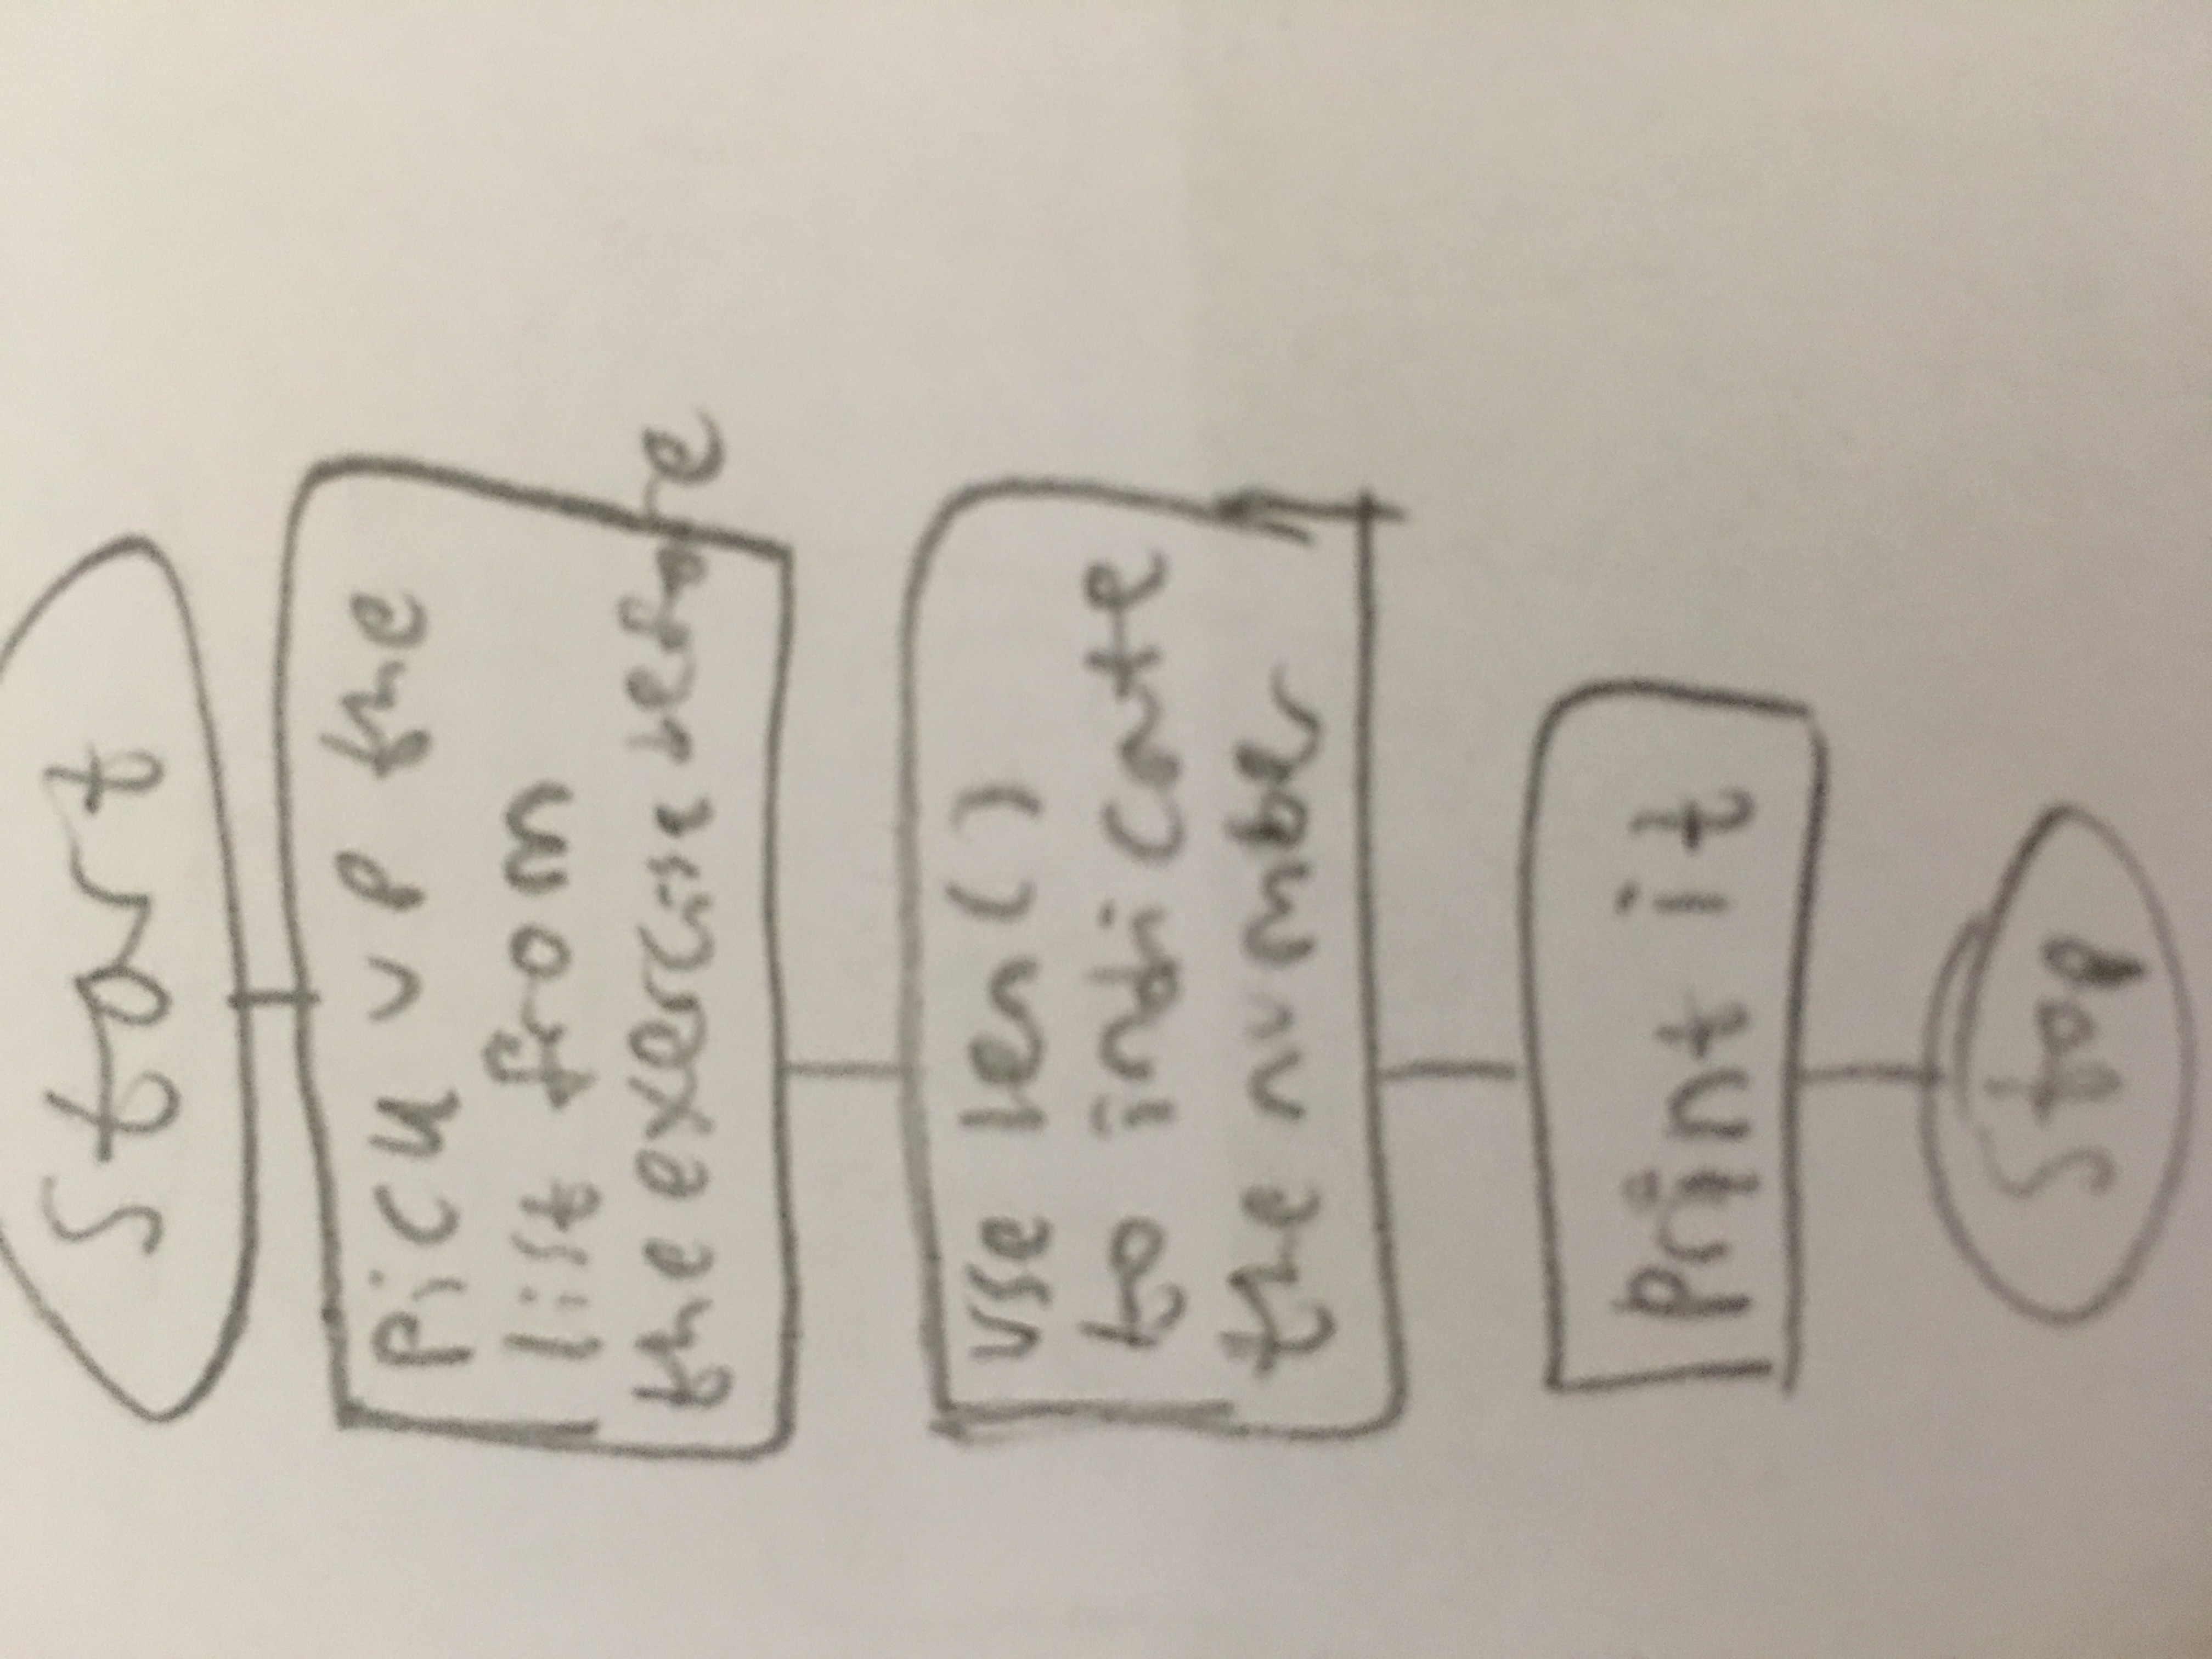 Start
Pick up the
list from
the exercise before
use len()
to indicate
the number
Print it
Stop